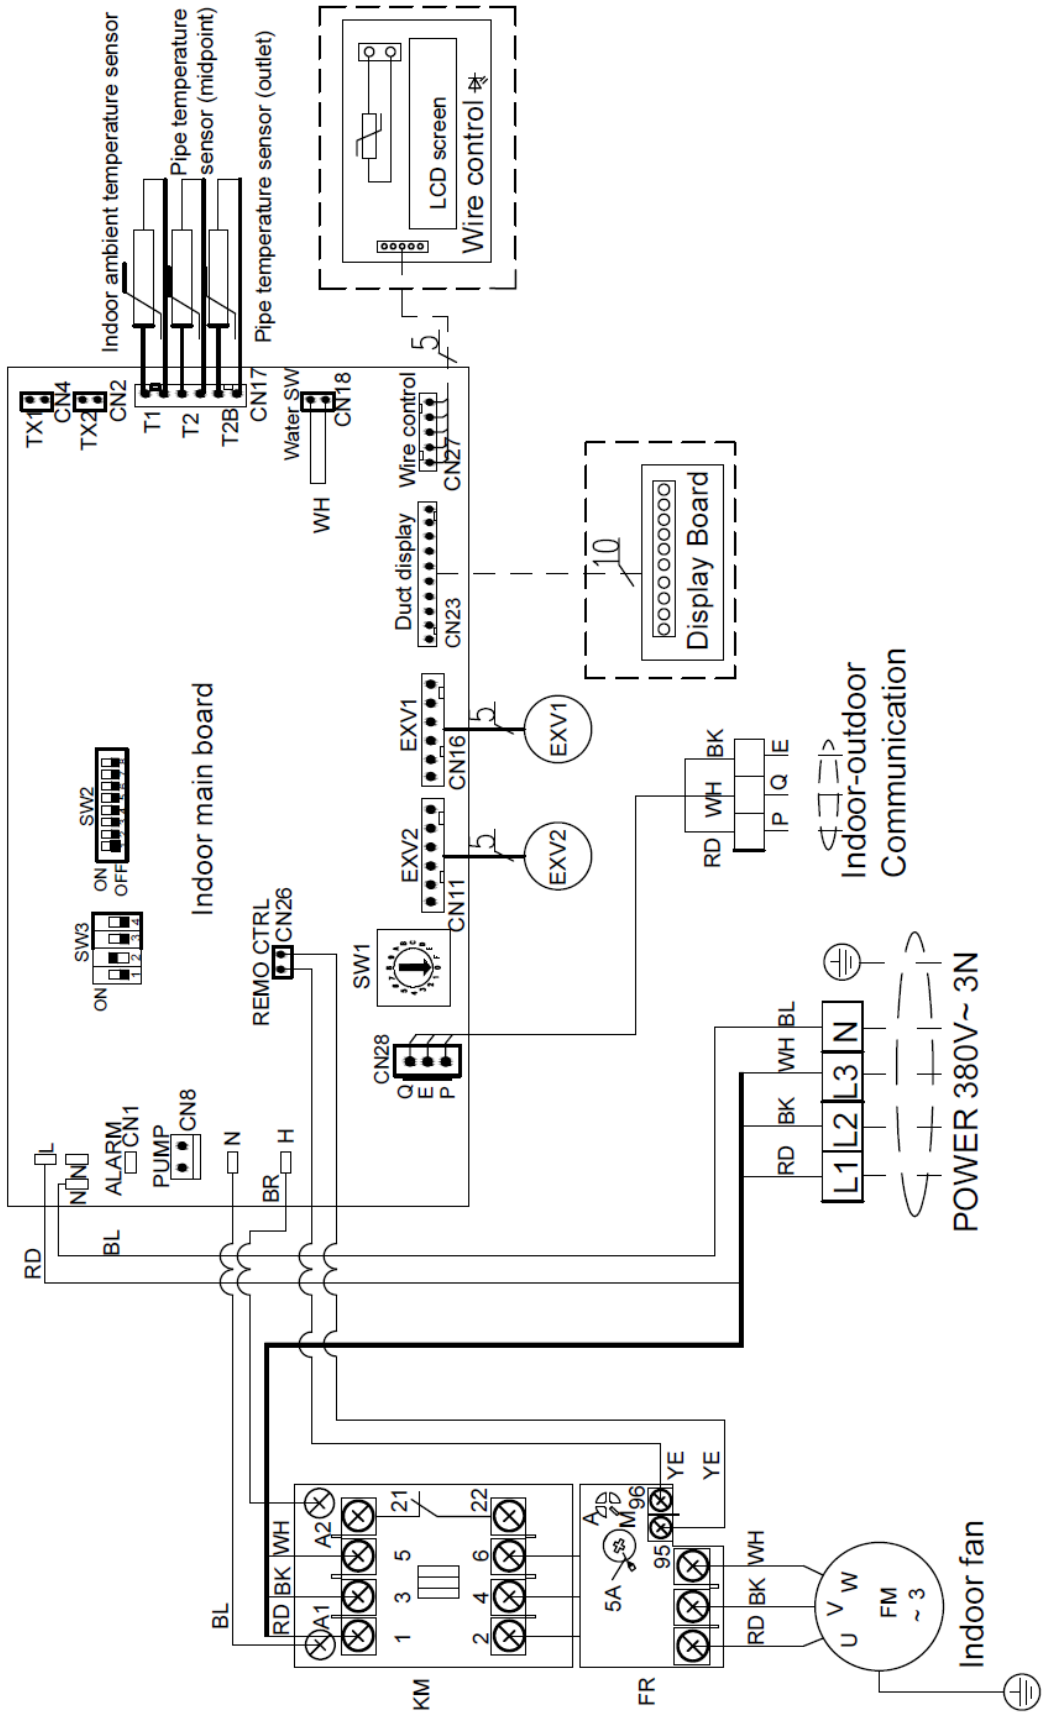 Indoor ambient temperature sensor
Pipe temperature
sensor (midpoint)
Pipe temperature sensor (outlet)
LCD screen
Wire control
5
TX1
CN4
TX2
CN2
T1
T2
T2B
CN17
Water SW
CN18
WH
Wire control
CN27
Duct display
CN23
10
Display Board
Indoor main board
SW2
ON
OFF
SW3
ON
1 2 3 4
EXV1
CN16
5
EXV1
EXV2
CN11
5
EXV2
REMO CTRL
CN26
SW1
CN28
Q
E
P
BK
WH
RD
E
Q
P
Indoor-outdoor
Communication
L
N
N
ALARM
CN1
PUMP
CN8
N
H
BR
RD
BL
BL
WH
BK
RD
L1 L2 L3 N
POWER 380V~ 3N
BL
A2
A1
WH
BK
RD
21
22
5
6
3
4
1
2
KM
A
M
5A
96
95
YE
YE
FR
WH
BK
RD
W
V
U
FM
~ 3
Indoor fan